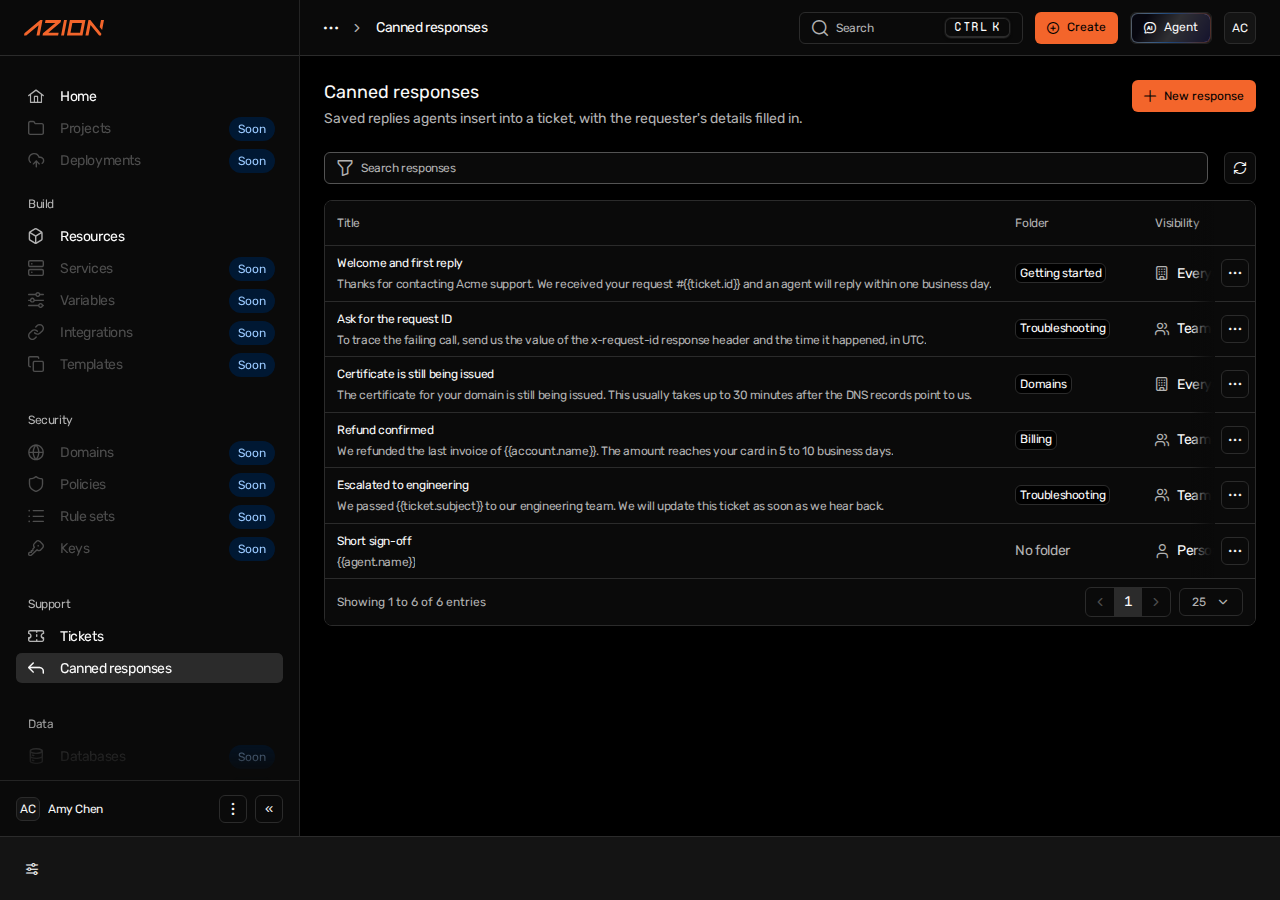 AZION
Canned responses
Search
CTRL K
Create
Agent
AC
Home
Projects
Soon
Deployments
Soon
Build
Resources
Services
Soon
Variables
Soon
Integrations
Soon
Templates
Soon
Security
Domains
Soon
Policies
Soon
Rule sets
Soon
Keys
Soon
Support
Tickets
Canned responses
Data
Databases
Soon
AC
Amy Chen
Canned responses
Saved replies agents insert into a ticket, with the requester's details filled in.
New response
Search responses
Title
Folder
Visibility
Welcome and first reply
Thanks for contacting Acme support. We received your request #{{ticket.id}} and an agent will reply within one business day.
Getting started
Every
Ask for the request ID
To trace the failing call, send us the value of the x-request-id response header and the time it happened, in UTC.
Troubleshooting
Team
Certificate is still being issued
The certificate for your domain is still being issued. This usually takes up to 30 minutes after the DNS records point to us.
Domains
Every
Refund confirmed
We refunded the last invoice of {{account.name}}. The amount reaches your card in 5 to 10 business days.
Billing
Team
Escalated to engineering
We passed {{ticket.subject}} to our engineering team. We will update this ticket as soon as we hear back.
Troubleshooting
Team
Short sign-off
{{agent.name}}
No folder
Perso
Showing 1 to 6 of 6 entries
1
25